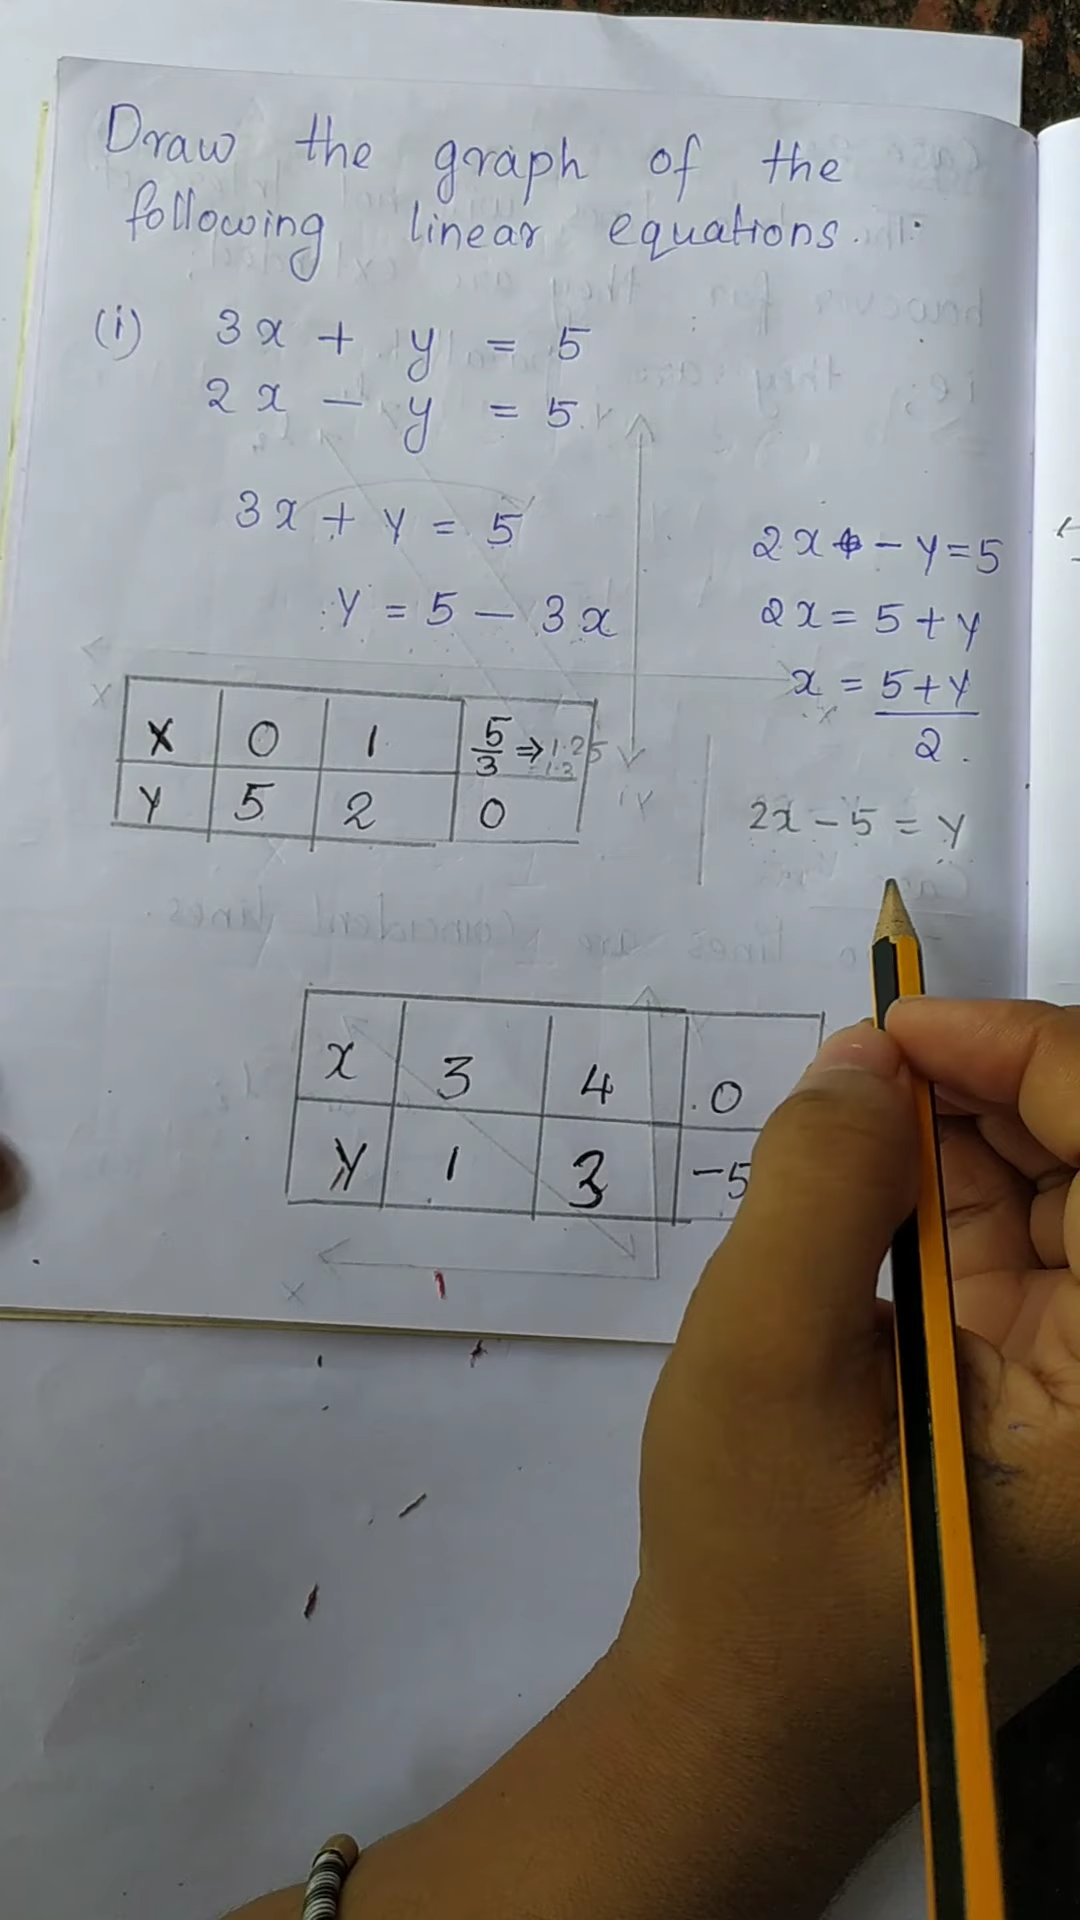 Draw the graph of the
following linear equations.
(i) 3x + y = 5
2x - y = 5
3x + y = 5
y = 5 - 3x
x 0 1 5/3 ⇒ 1.25
y 5 2 0
2x - y = 5
2x = 5 + y
x = 5 + y
2.
2x - 5 = y
x 3 4 0
y 1 3 -5